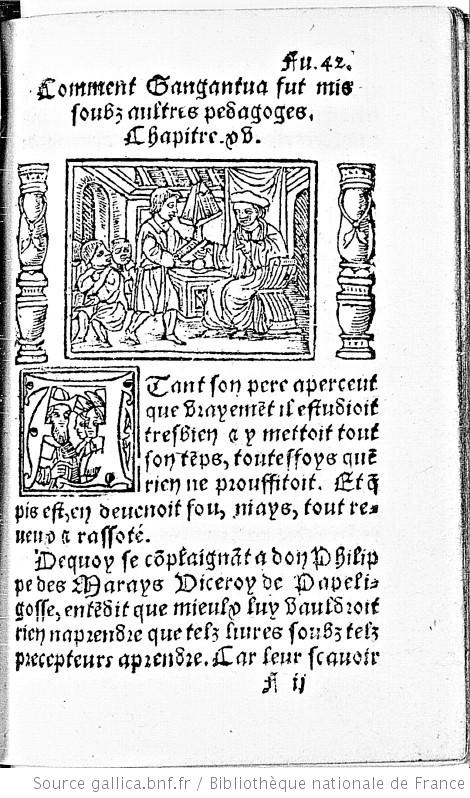 Fu. 42.
Comment Gargantua fut mis
soubz aultres pedagoges.
Chapitre. xv.
A Tant son pere aperceut
que vrayemẽt il estudioit
tresbien & y mettoit tout
son tẽps, toutesfoys quẽ
rien ne prouffitoit. Et q̃
pis est, en deuenoit fou, niays, tout re-
ueux & rassoté.
Dequoy se cõplaignãt a don Philip
pe des Marays Viceroy de Papeli-
gosse, entẽdit que mieulx luy vauldroit
rien naprendre que telz liures soubz telz
precepteurs aprendre. Car leur scauoir
F ii
Source gallica.bnf.fr / Bibliothèque nationale de France